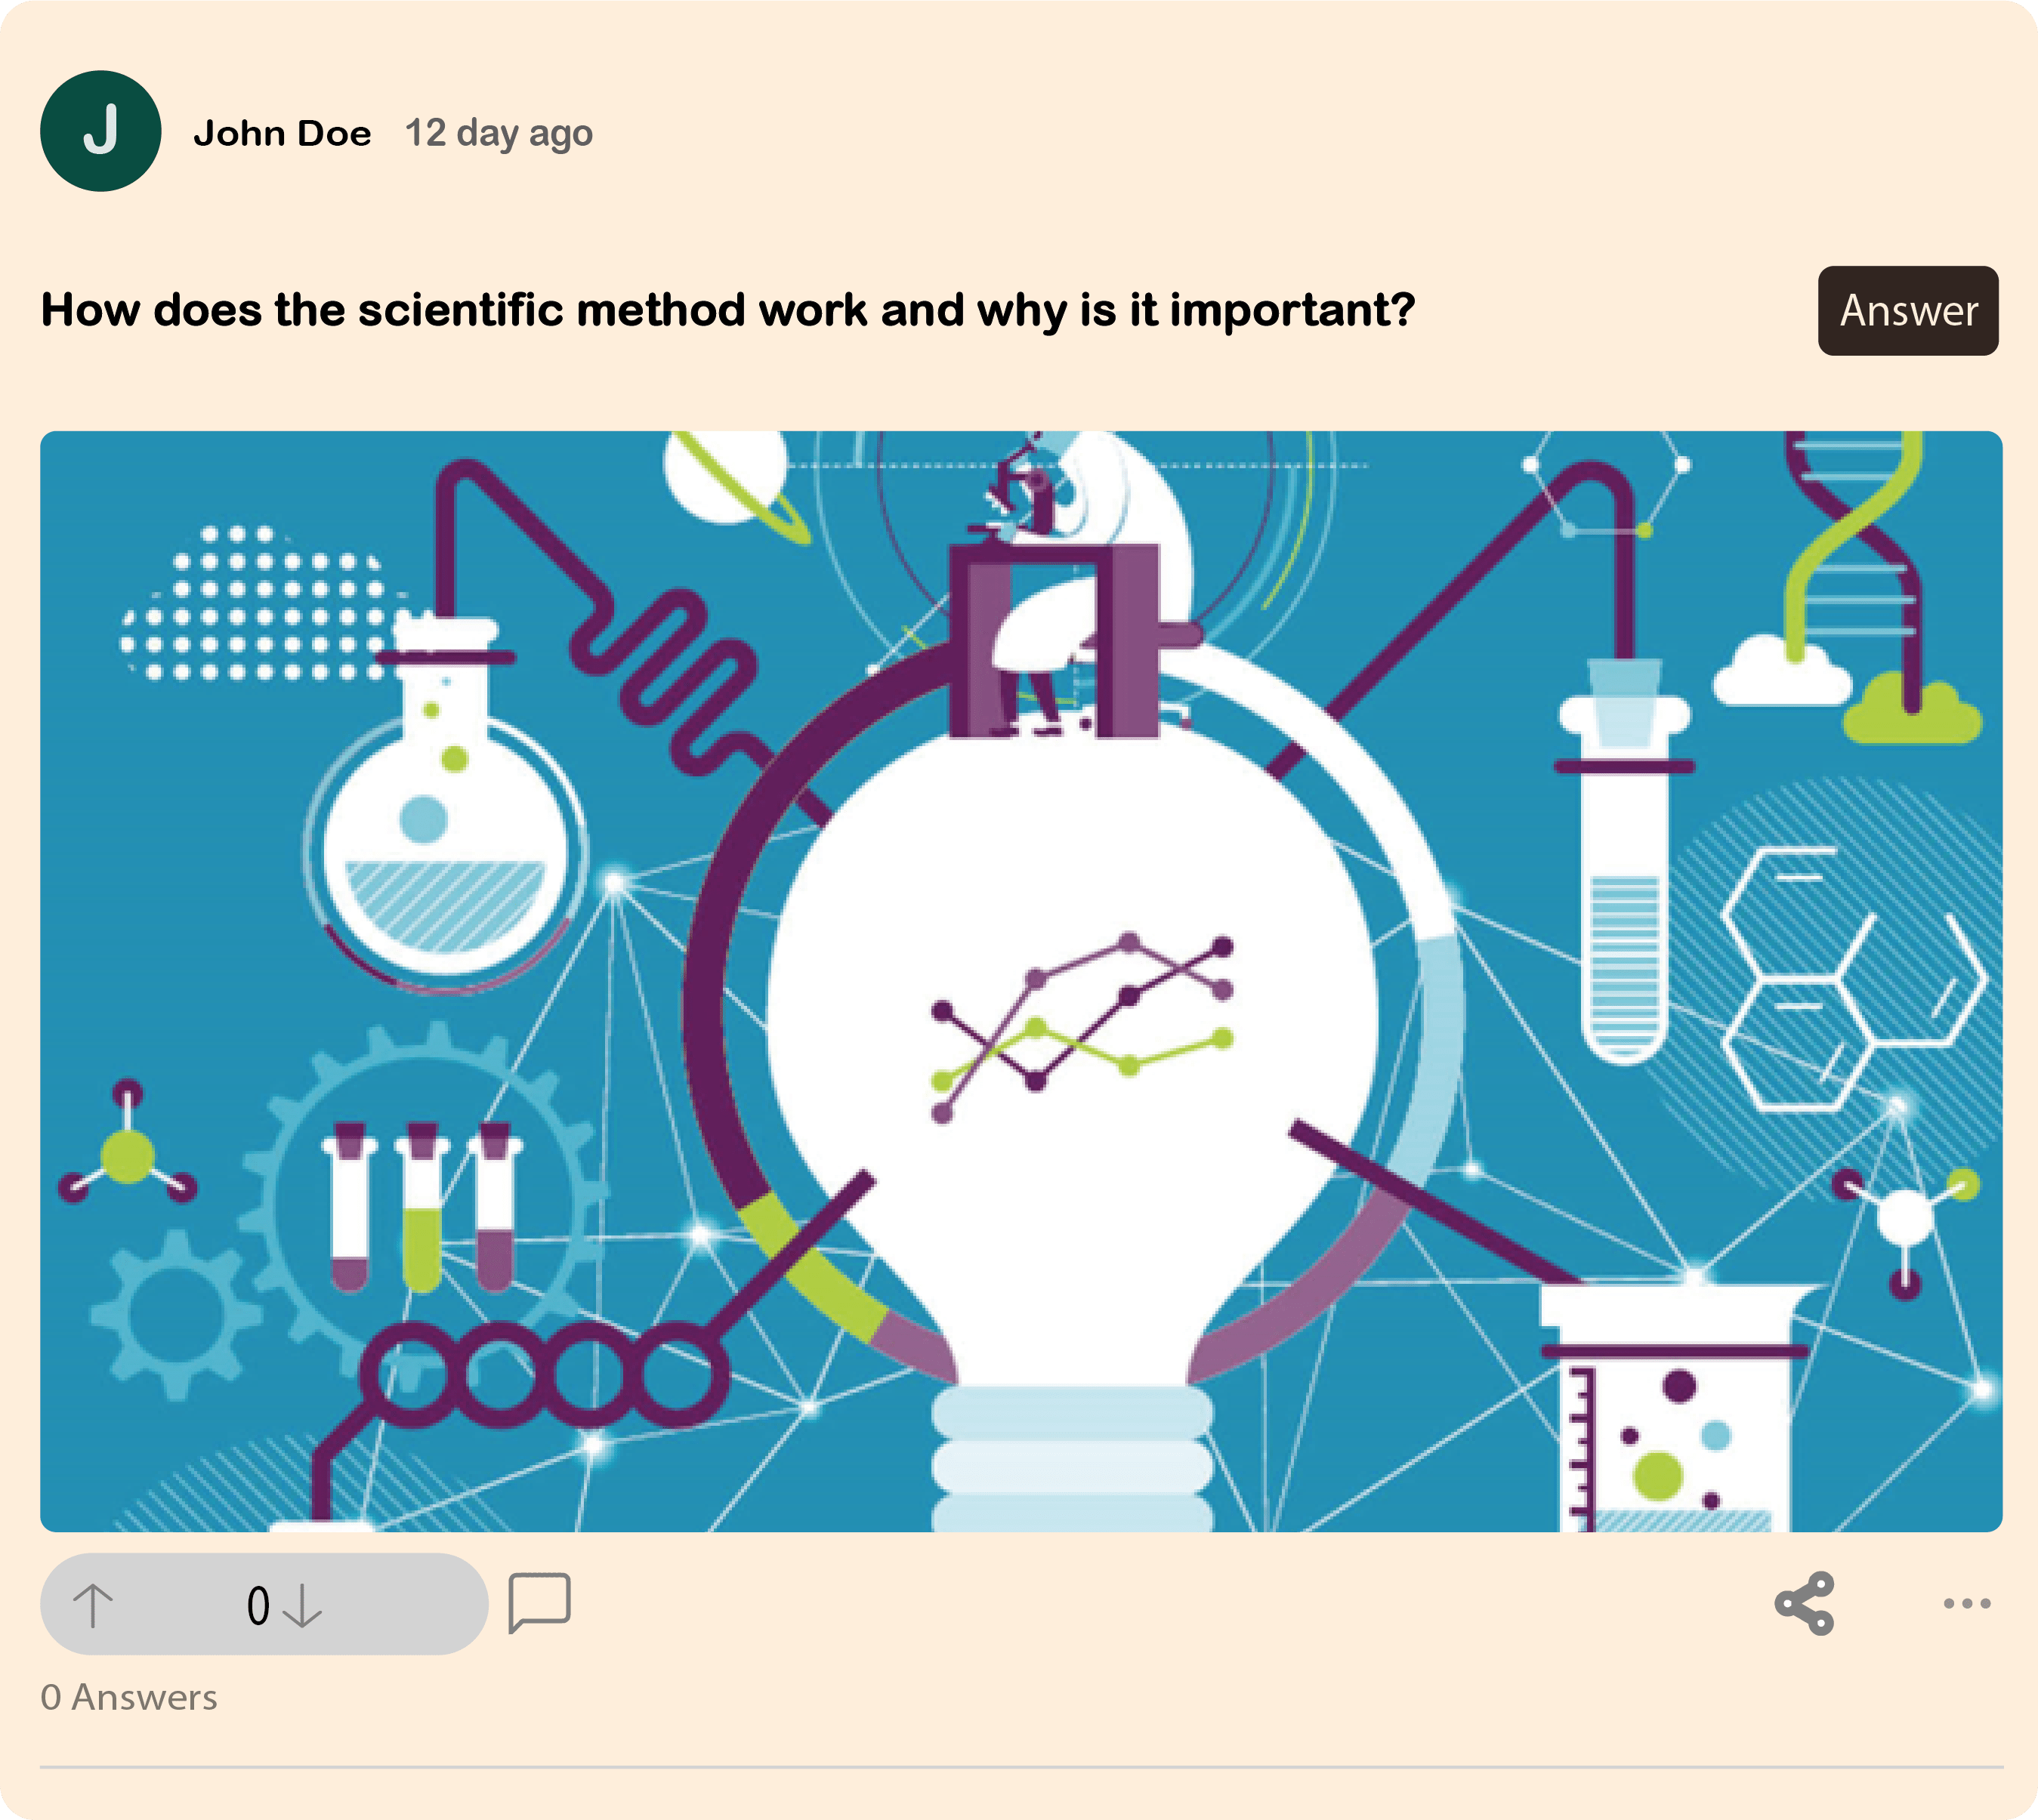 J
John Doe 12 day ago
How does the scientific method work and why is it important?
Answer
0
0 Answers